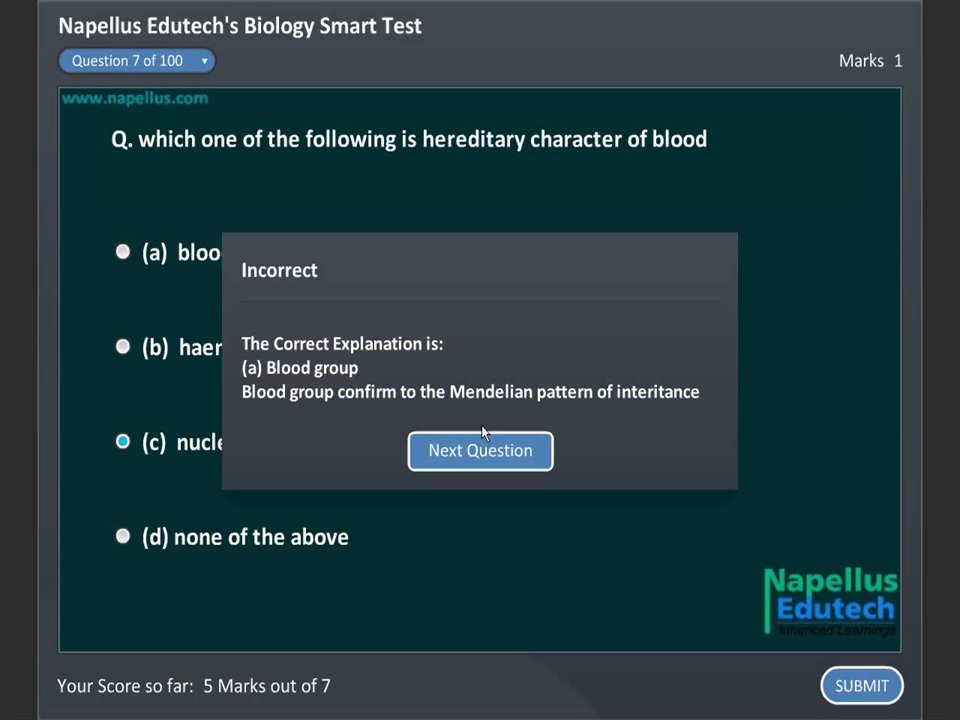 Napellus Edutech's Biology Smart Test
Question 7 of 100
Marks 1
www.napellus.com
Q. which one of the following is hereditary character of blood
(a) bloo
Incorrect
The Correct Explanation is:
(b) haer
(a) Blood group
Blood group confirm to the Mendelian pattern of interitance
(c) nucle
Next Question
(d) none of the above
Napellus
Edutech
Enhanced Learnings
Your Score so far: 5 Marks out of 7
SUBMIT